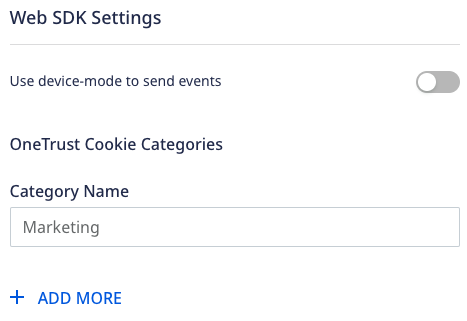 Web SDK Settings
Use device-mode to send events
OneTrust Cookie Categories
Category Name
Marketing
+ ADD MORE